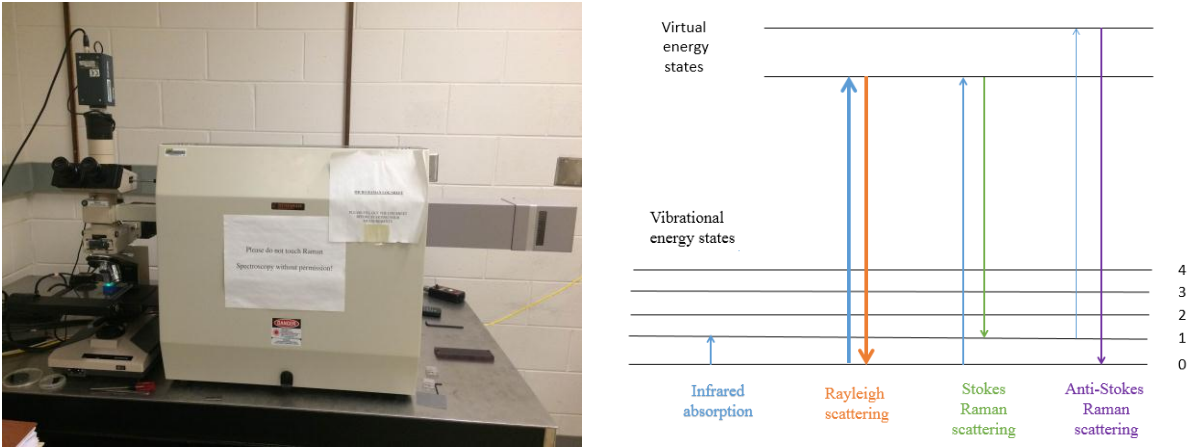 Please do not touch Raman
Spectroscopy without permission!
DANGER
Virtual
energy
states
Vibrational
energy states
4
3
2
1
0
Infrared
absorption
Rayleigh
scattering
Stokes
Raman
scattering
Anti-Stokes
Raman
scattering